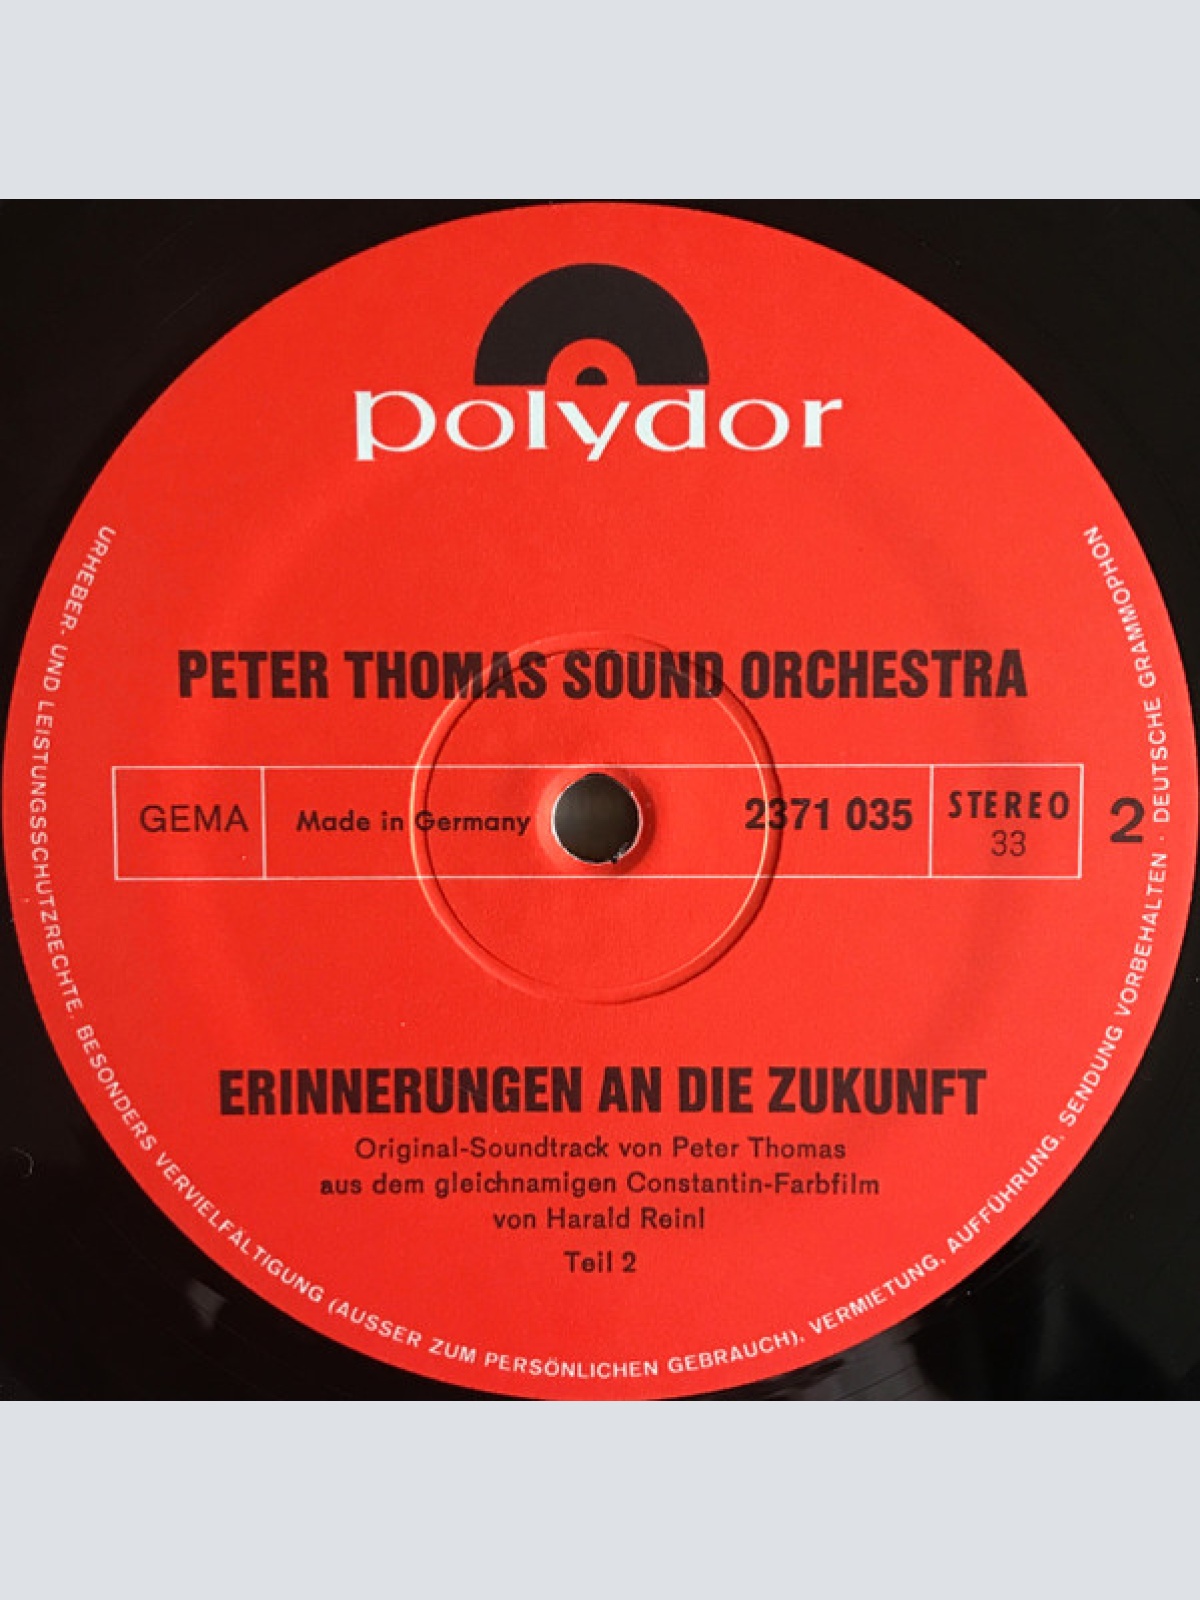 polydor
PETER THOMAS SOUND ORCHESTRA
GEMA
Made in Germany
2371 035
STEREO
33
2
ERINNERUNGEN AN DIE ZUKUNFT
Original-Soundtrack von Peter Thomas
aus dem gleichnamigen Constantin-Farbfilm
von Harald Reinl
Teil 2
URHEBER- UND LEISTUNGSSCHUTZRECHTE, BESONDERS VERVIELFÄLTIGUNG (AUSSER ZUM PERSÖNLICHEN GEBRAUCH), VERMIETUNG, AUFFÜHRUNG, SENDUNG VORBEHALTEN · DEUTSCHE GRAMMOPHON